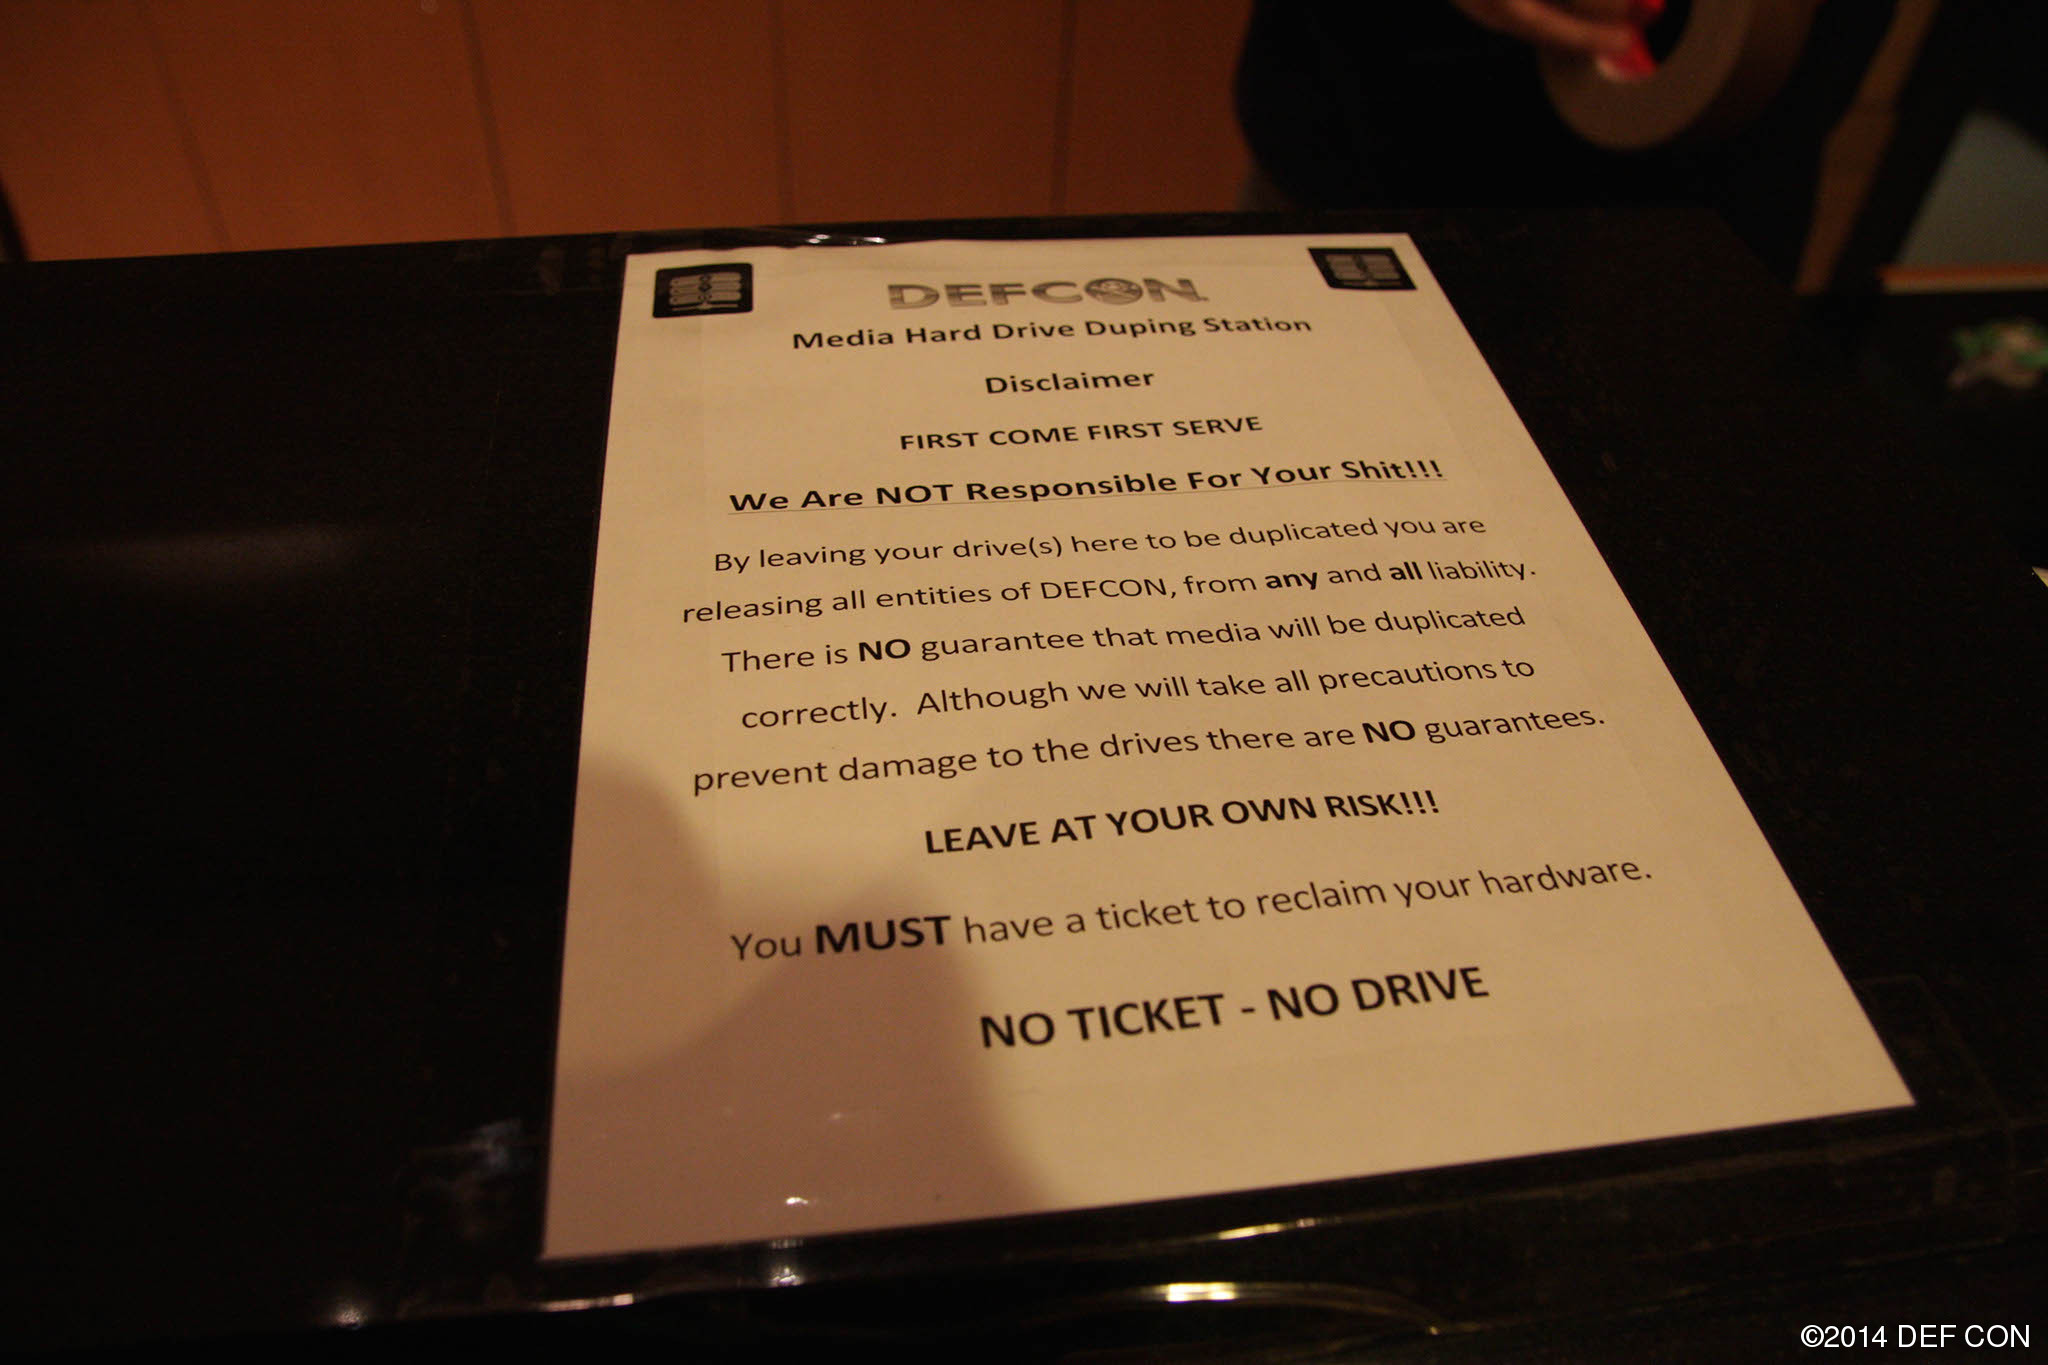 DEFCON
Media Hard Drive Duping Station
Disclaimer
FIRST COME FIRST SERVE
We Are NOT Responsible For Your Shit!!!
By leaving your drive(s) here to be duplicated you are
releasing all entities of DEFCON, from any and all liability.
There is NO guarantee that media will be duplicated
correctly.  Although we will take all precautions to
prevent damage to the drives there are NO guarantees.
LEAVE AT YOUR OWN RISK!!!
You MUST have a ticket to reclaim your hardware.
NO TICKET - NO DRIVE
©2014 DEF CON